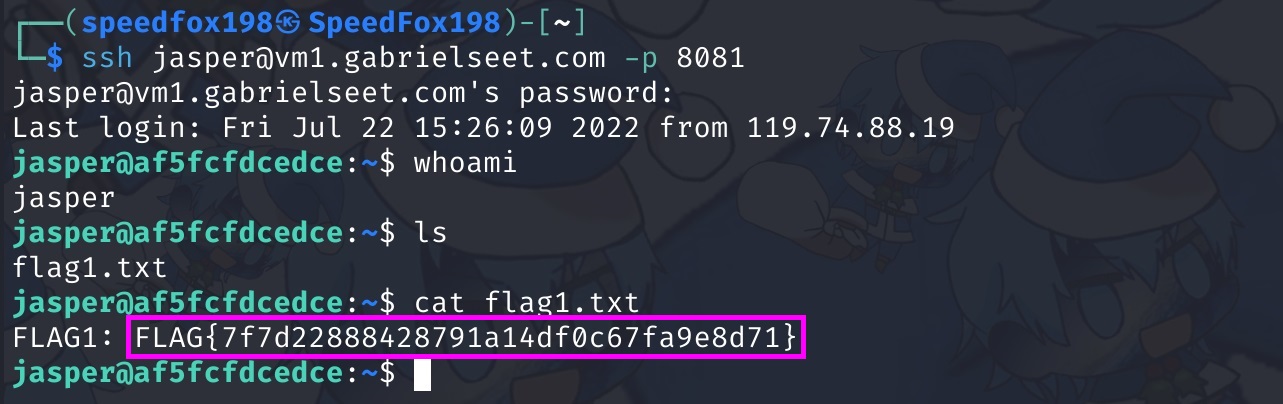 ┌──(speedfox198㉿SpeedFox198)-[~]
└─$ ssh jasper@vm1.gabrielseet.com -p 8081
jasper@vm1.gabrielseet.com's password:
Last login: Fri Jul 22 15:26:09 2022 from 119.74.88.19
jasper@af5fcfdcedce:~$ whoami
jasper
jasper@af5fcfdcedce:~$ ls
flag1.txt
jasper@af5fcfdcedce:~$ cat flag1.txt
FLAG1: FLAG{7f7d22888428791a14df0c67fa9e8d71}
jasper@af5fcfdcedce:~$